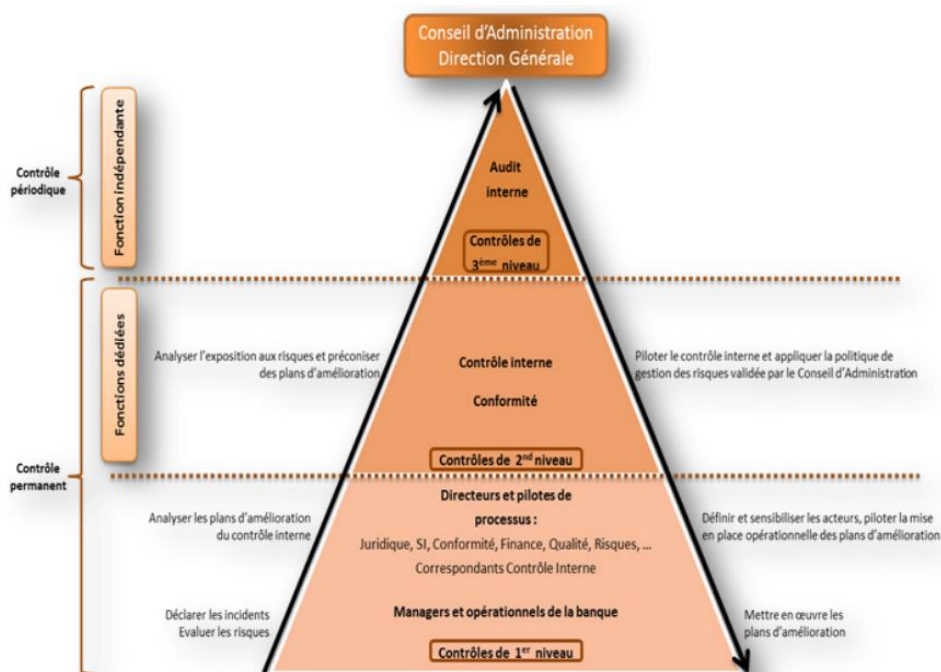 Conseil d'Administration
Direction Générale
Contrôle
périodique
Fonction indépendante
Audit
interne
Contrôles de
3ème niveau
Fonctions dédiées
Analyser l'exposition aux risques et préconiser
des plans d'amélioration
Contrôle interne
Conformité
Piloter le contrôle interne et appliquer la politique de
gestion des risques validée par le Conseil d'Administration
Contrôles de 2nd niveau
Contrôle
permanent
Analyser les plans d'amélioration
du contrôle interne
Directeurs et pilotes de
processus :
Juridique, SI, Conformité, Finance, Qualité, Risques, ...
Correspondants Contrôle Interne
Définir et sensibiliser les acteurs, piloter la mise
en place opérationnelle des plans d'amélioration
Déclarer les incidents
Evaluer les risques
Managers et opérationnels de la banque
Contrôles de 1er niveau
Mettre en œuvre les
plans d'amélioration